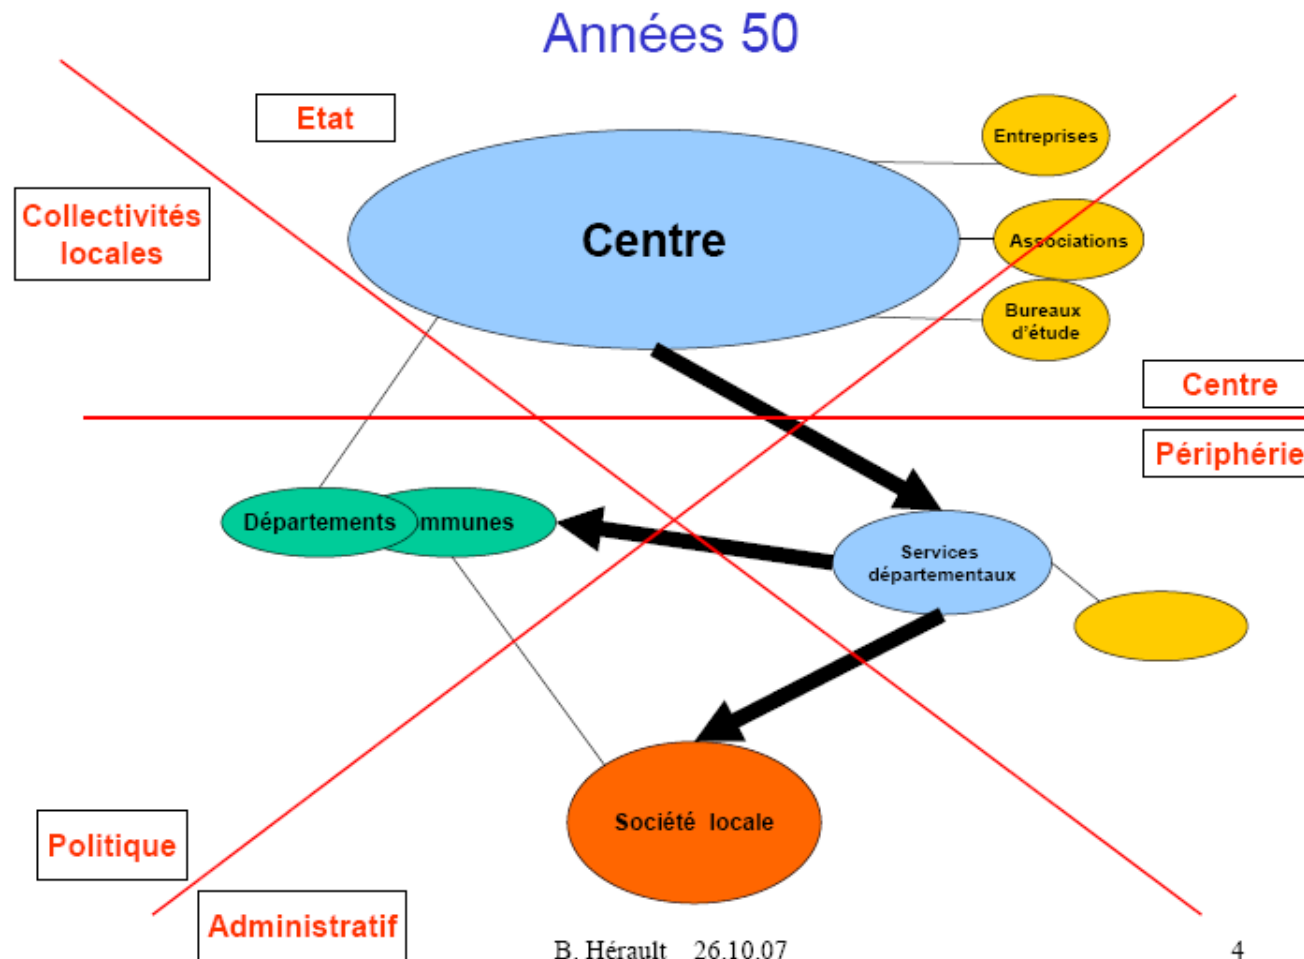 Années 50
Etat
Entreprises
Collectivités
locales
Centre
Associations
Bureaux
d'étude
Centre
Périphérie
Départements
mmunes
Services
départementaux
Société locale
Politique
Administratif
B. Hérault 26.10.07
4